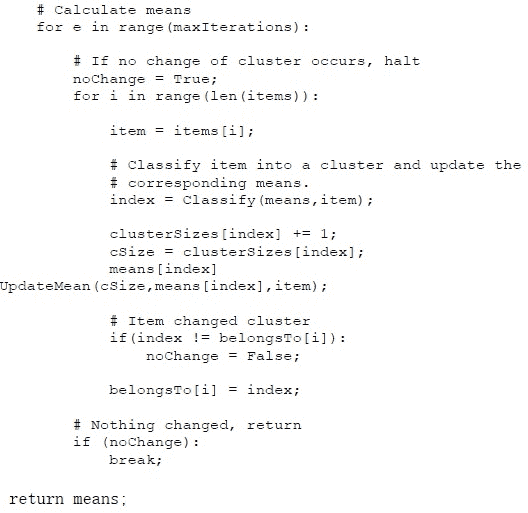 # Calculate means
for e in range(maxIterations):
# If no change of cluster occurs, halt
noChange = True;
for i in range(len(items)):
item = items[i];
# Classify item into a cluster and update the
# corresponding means.
index = Classify(means,item);
clusterSizes[index] += 1;
cSize = clusterSizes[index];
means[index]
UpdateMean(cSize,means[index],item);
# Item changed cluster
if(index != belongsTo[i]):
noChange = False;
belongsTo[i] = index;
# Nothing changed, return
if (noChange):
break;
return means;